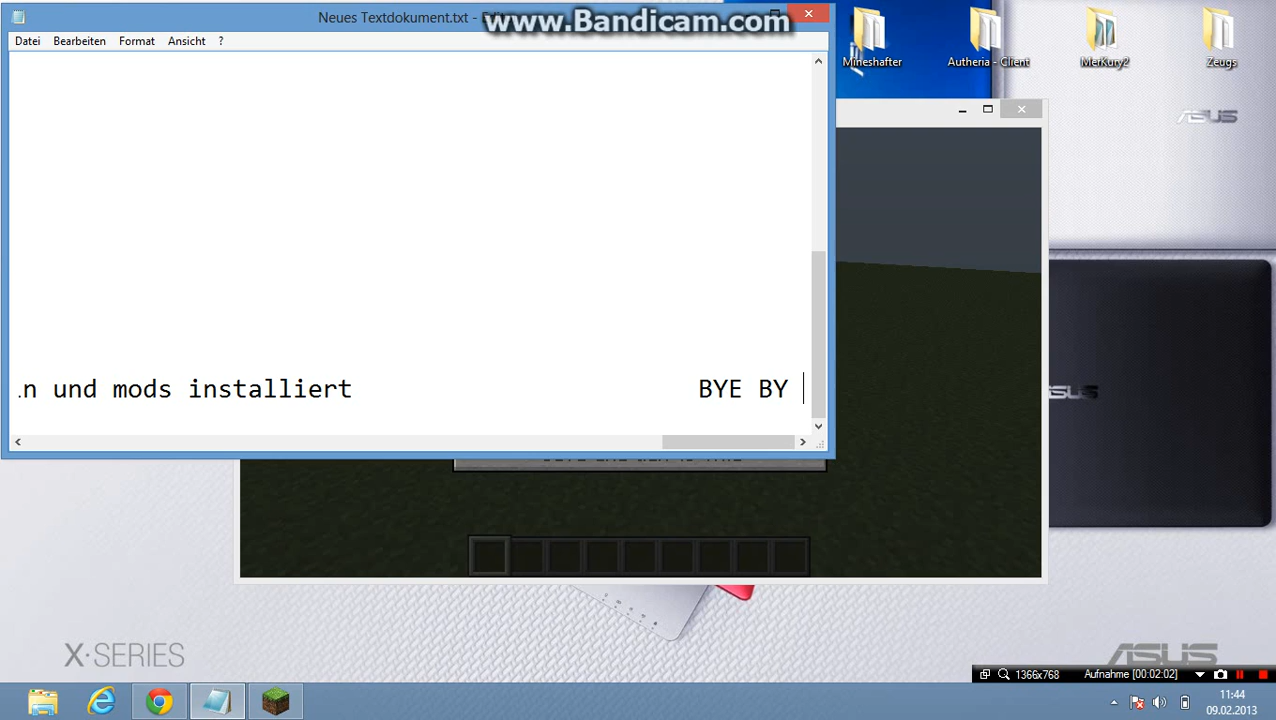 Neues Textdokument.txt - E
www.Bandicam.com
Datei Bearbeiten Format Ansicht ?
Mineshafter
Autheria - Client
MerKury2
Zeugs
ASUS
.n und mods installiert BYE BY
X·SERIES
ASUS
1366x768 Aufnahme [00:02:02]
11:44
09.02.2013